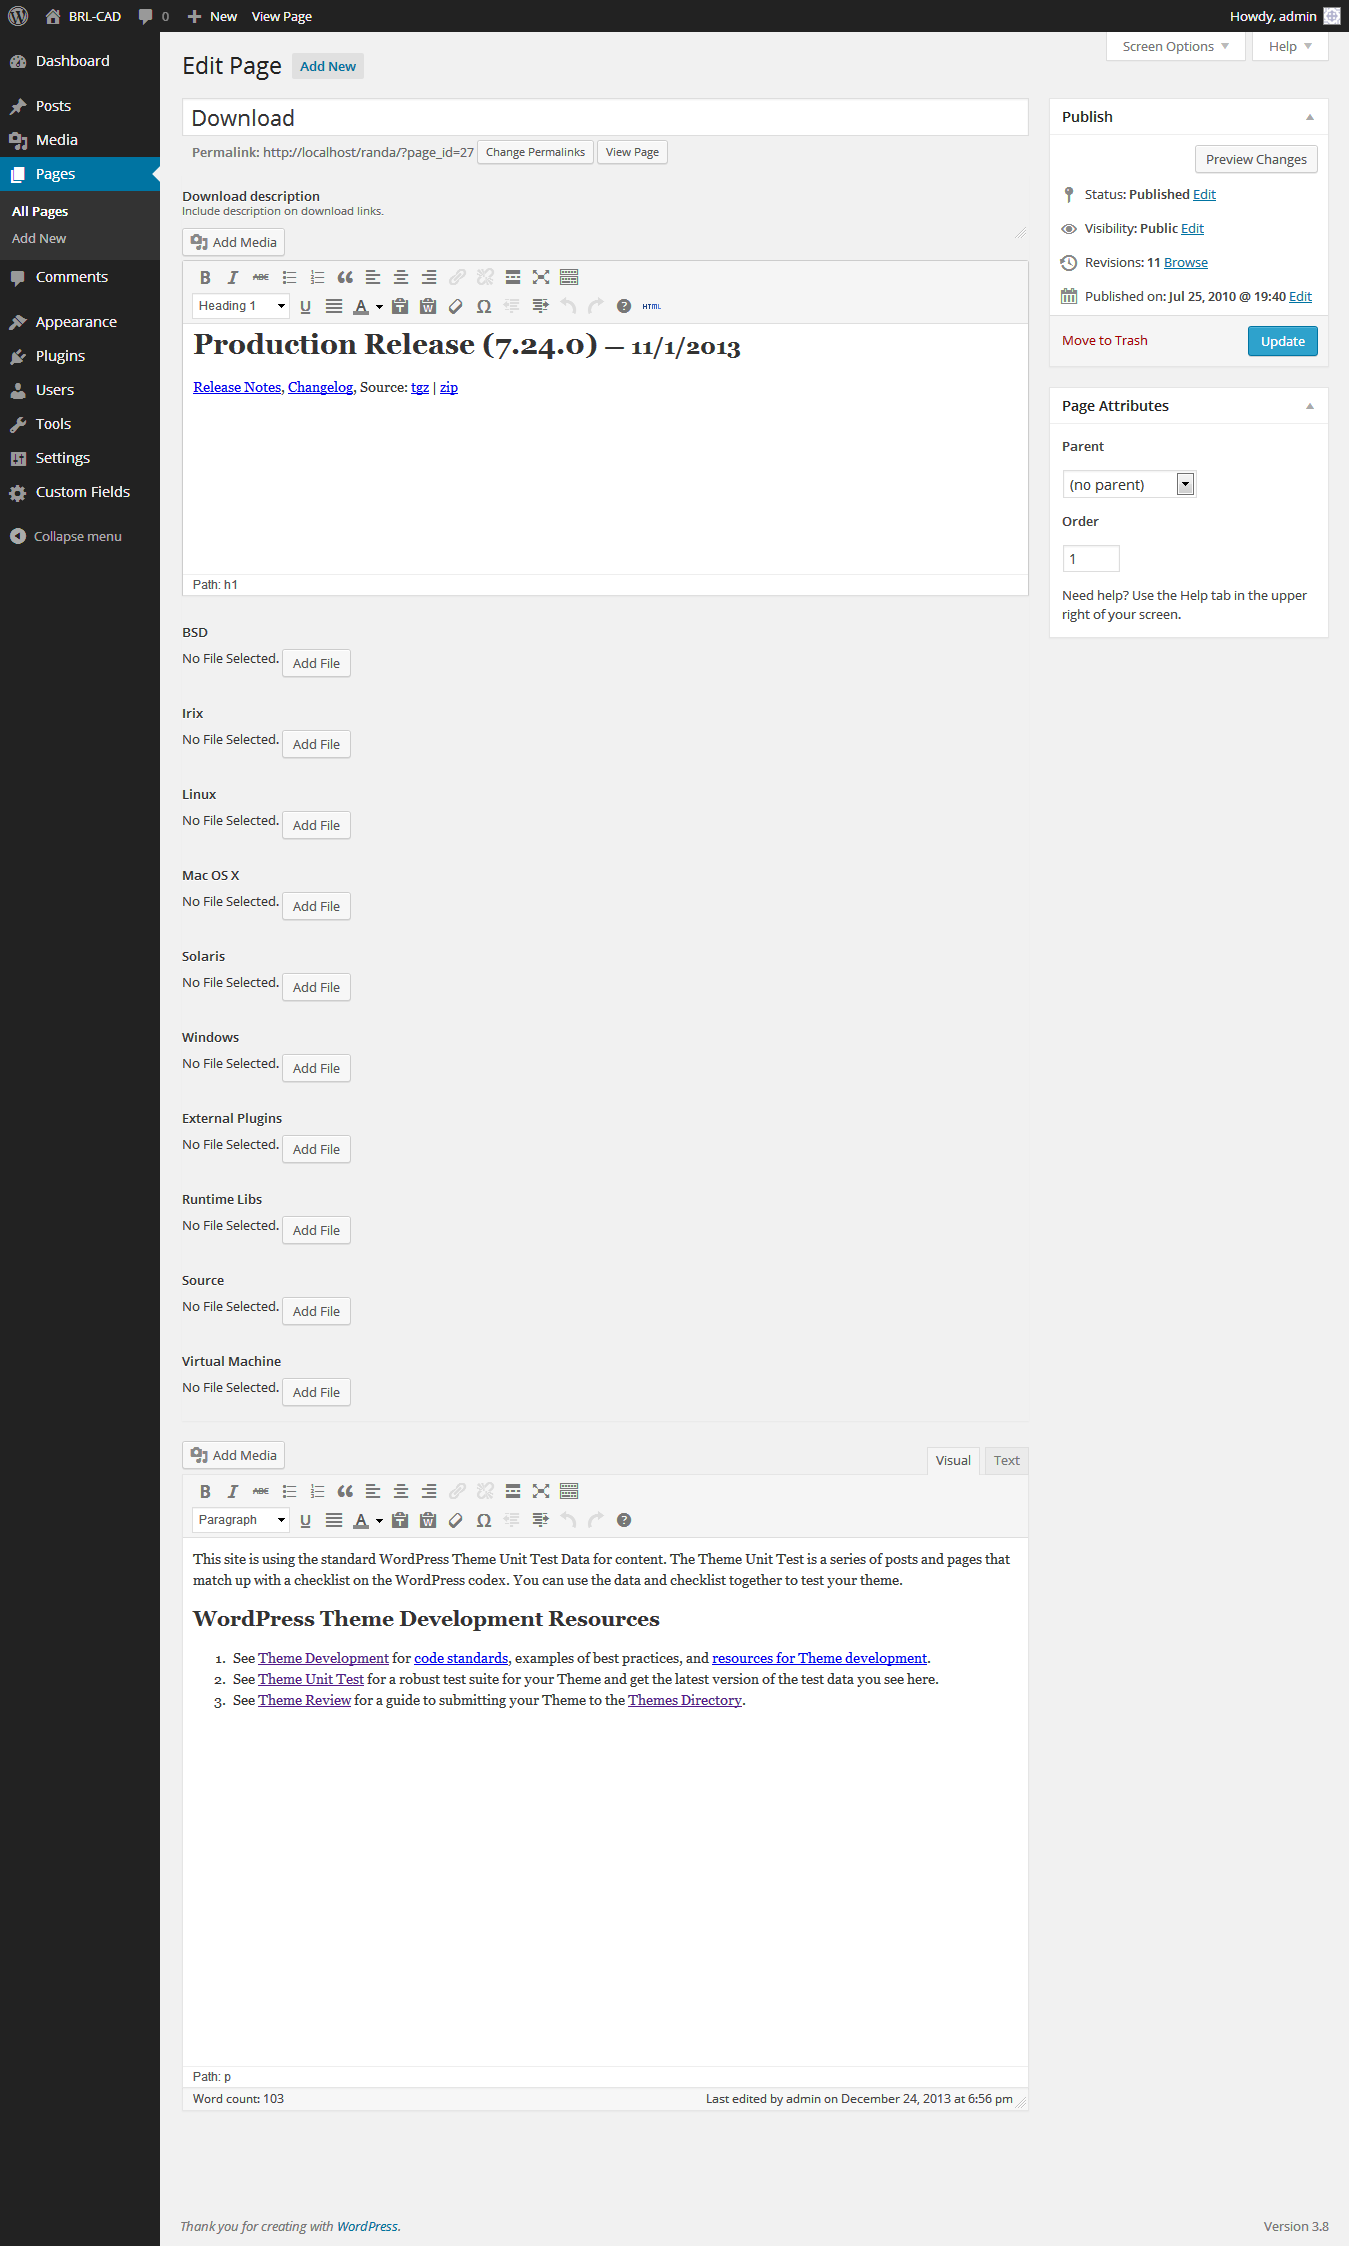 BRL-CAD 0 New View Page Howdy, admin
Dashboard
Posts
Media
Pages
All Pages
Add New
Comments
Appearance
Plugins
Users
Tools
Settings
Custom Fields
Collapse menu
Screen Options Help
Edit Page Add New
Download
Permalink: http://localhost/randa/?page_id=27 Change Permalinks View Page
Download description
Include description on download links.
Add Media
B I ABC
Heading 1 U A T W Ω ? HTML
Production Release (7.24.0) — 11/1/2013
Release Notes, Changelog, Source: tgz | zip
Path: h1
BSD
No File Selected. Add File
Irix
No File Selected. Add File
Linux
No File Selected. Add File
Mac OS X
No File Selected. Add File
Solaris
No File Selected. Add File
Windows
No File Selected. Add File
External Plugins
No File Selected. Add File
Runtime Libs
No File Selected. Add File
Source
No File Selected. Add File
Virtual Machine
No File Selected. Add File
Add Media Visual Text
B I ABC
Paragraph U A T W Ω ?
This site is using the standard WordPress Theme Unit Test Data for content. The Theme Unit Test is a series of posts and pages that
match up with a checklist on the WordPress codex. You can use the data and checklist together to test your theme.
WordPress Theme Development Resources
1. See Theme Development for code standards, examples of best practices, and resources for Theme development.
2. See Theme Unit Test for a robust test suite for your Theme and get the latest version of the test data you see here.
3. See Theme Review for a guide to submitting your Theme to the Themes Directory.
Path: p
Word count: 103 Last edited by admin on December 24, 2013 at 6:56 pm
Publish
Preview Changes
Status: Published Edit
Visibility: Public Edit
Revisions: 11 Browse
Published on: Jul 25, 2010 @ 19:40 Edit
Move to Trash Update
Page Attributes
Parent
(no parent)
Order
1
Need help? Use the Help tab in the upper
right of your screen.
Thank you for creating with WordPress. Version 3.8